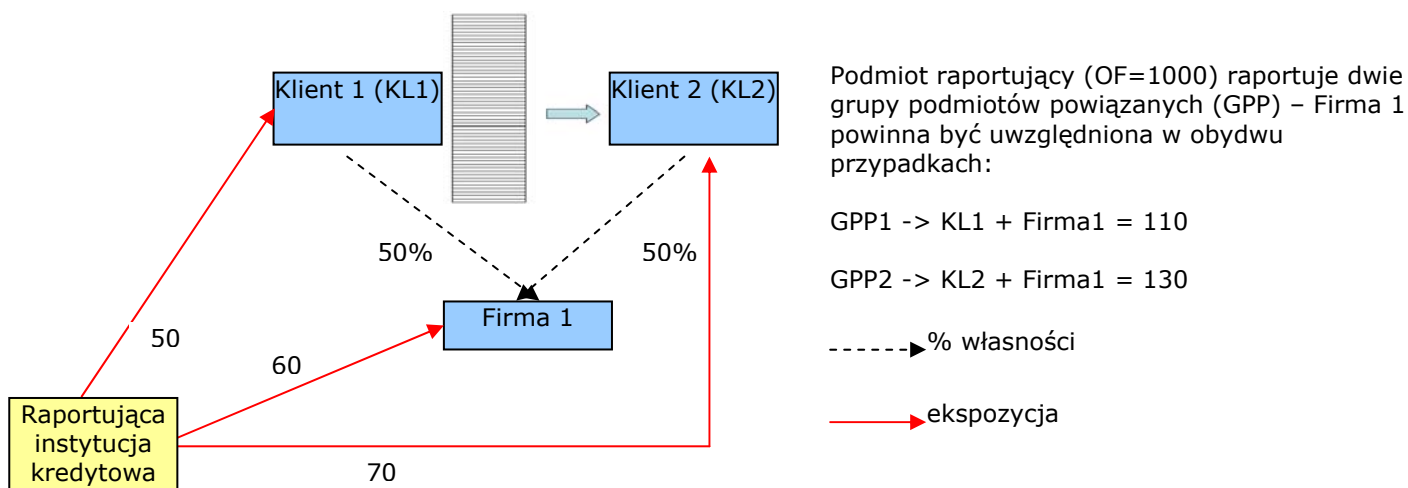 Klient 1 (KL1)
Klient 2 (KL2)
50%
50%
Firma 1
50
60
70
Raportująca
instytucja
kredytowa
Podmiot raportujący (OF=1000) raportuje dwie
grupy podmiotów powiązanych (GPP) – Firma 1
powinna być uwzględniona w obydwu
przypadkach:
GPP1 -> KL1 + Firma1 = 110
GPP2 -> KL2 + Firma1 = 130
% własności
ekspozycja